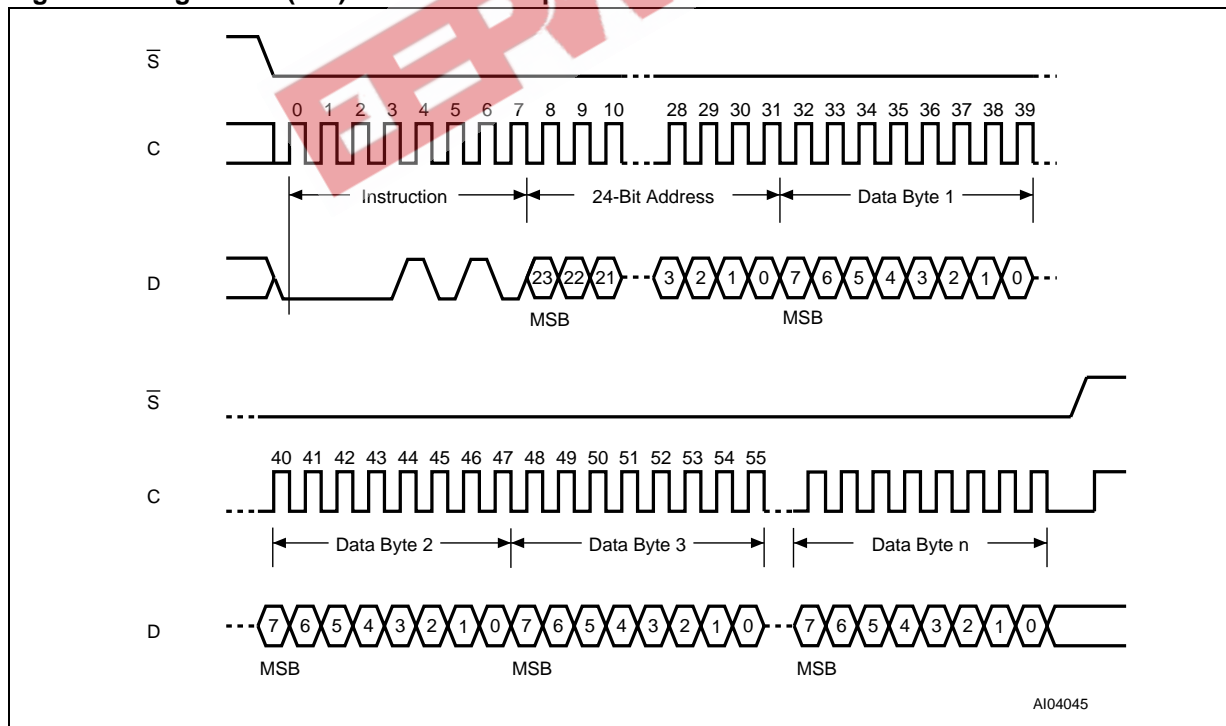 S
0 1 2 3 4 5 6 7 8 9 10 28 29 30 31 32 33 34 35 36 37 38 39
C
Instruction 24-Bit Address Data Byte 1
D 23 22 21 3 2 1 0 7 6 5 4 3 2 1 0
MSB MSB
S
40 41 42 43 44 45 46 47 48 49 50 51 52 53 54 55
C
Data Byte 2 Data Byte 3 Data Byte n
D 7 6 5 4 3 2 1 0 7 6 5 4 3 2 1 0 7 6 5 4 3 2 1 0
MSB MSB MSB
AI04045